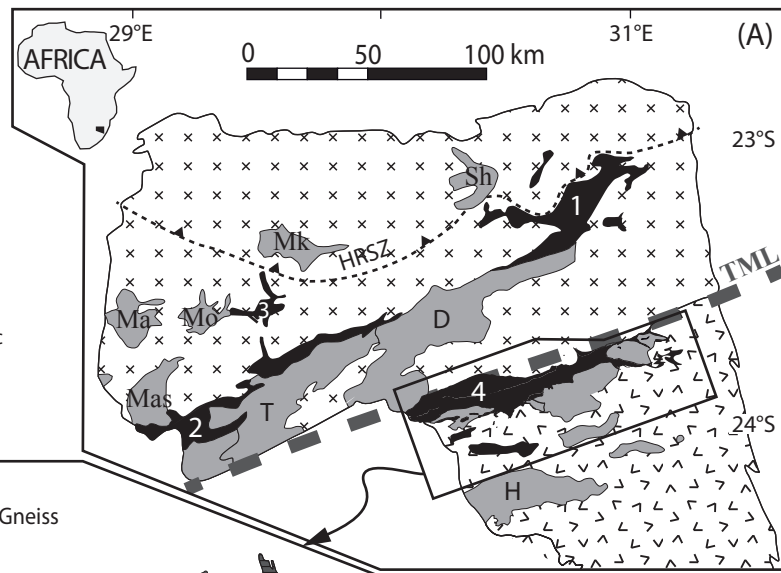 29°E
31°E
(A)
AFRICA
0
50
100 km
23°S
Sh
1
Mk
HRSZ
TML
3
Ma
Mo
D
Mas
4
T
2
24°S
H
c
Gneiss